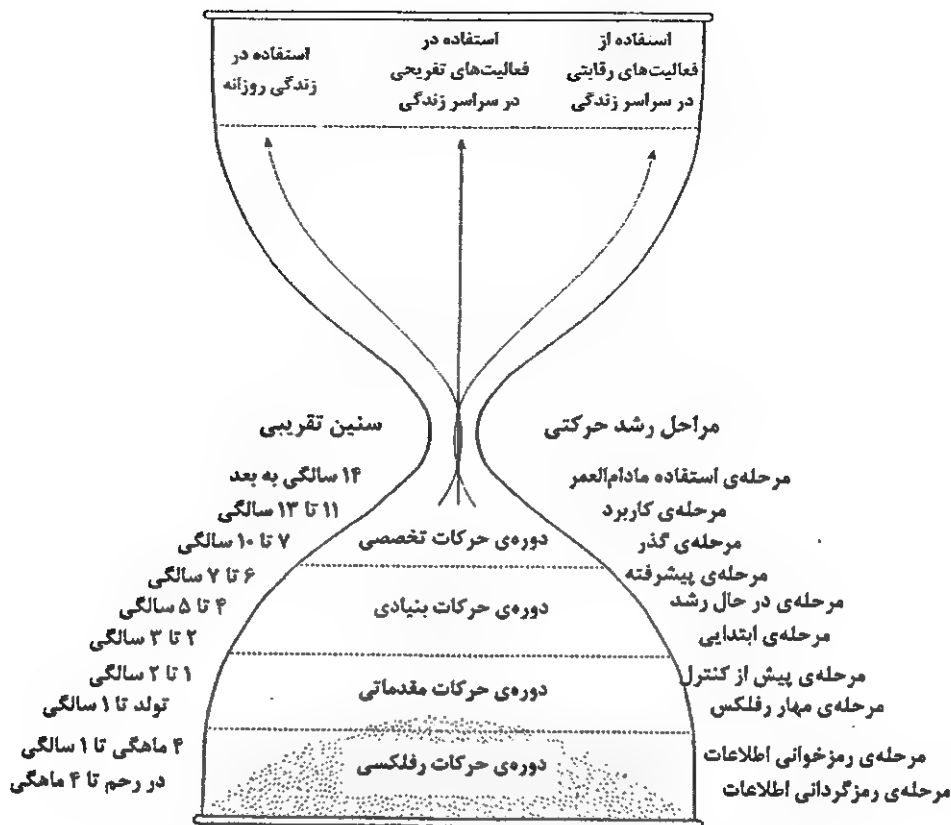 استفاده از
فعالیت‌های رقابتی
در سراسر زندگی
استفاده در
فعالیت‌های تفریحی
در سراسر زندگی
استفاده در
زندگی روزانه
مراحل رشد حرکتی
سنین تقریبی
مرحله‌ی استفاده مادام‌العمر
۱۴ سالگی به بعد
مرحله‌ی کاربرد
۱۱ تا ۱۳ سالگی
مرحله‌ی گذر
دوره‌ی حرکات تخصصی
۷ تا ۱۰ سالگی
مرحله‌ی پیشرفته
۶ تا ۷ سالگی
مرحله‌ی در حال رشد
دوره‌ی حرکات بنیادی
۴ تا ۵ سالگی
مرحله‌ی ابتدایی
۲ تا ۳ سالگی
مرحله‌ی پیش از کنترل
دوره‌ی حرکات مقدماتی
۱ تا ۲ سالگی
مرحله‌ی مهار رفلکس
تولد تا ۱ سالگی
مرحله‌ی رمزخوانی اطلاعات
دوره‌ی حرکات رفلکسی
۴ ماهگی تا ۱ سالگی
مرحله‌ی رمزگردانی اطلاعات
در رحم تا ۴ ماهگی